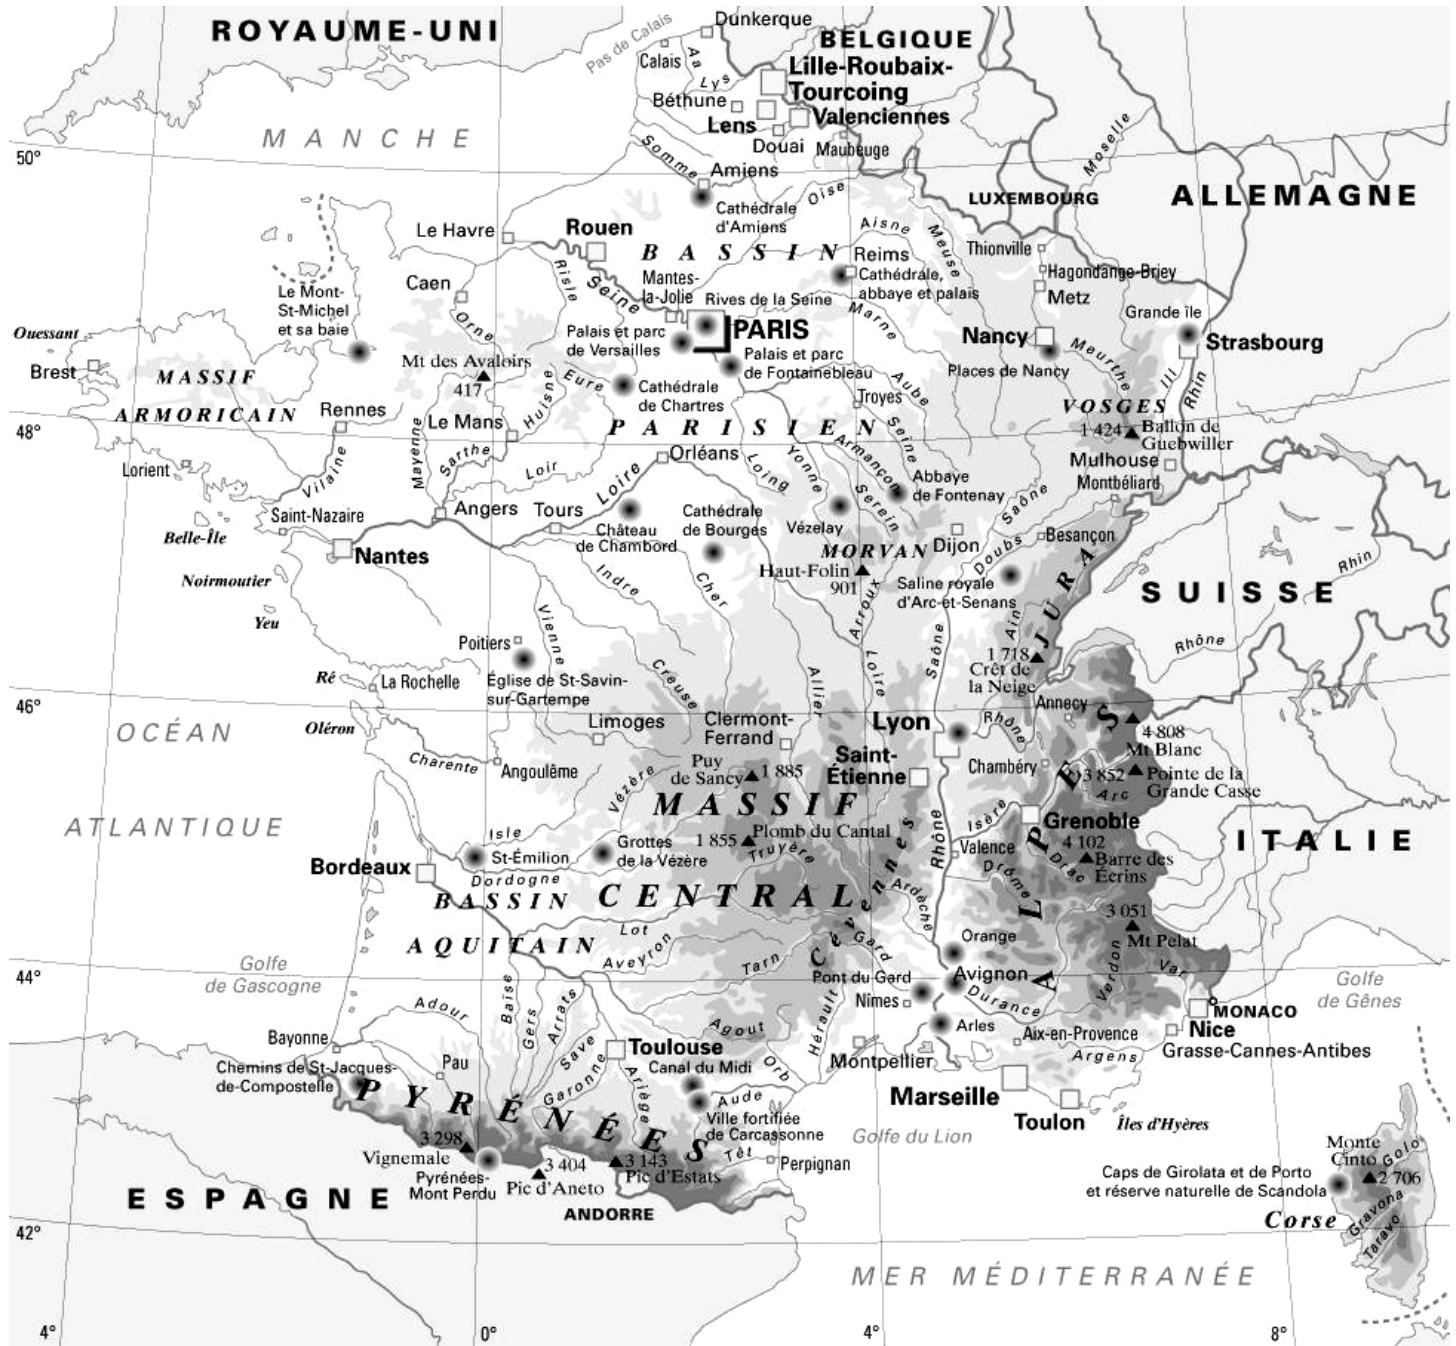 ROYAUME-UNI
Pas de Calais
Dunkerque
Calais
Aa
Lys
BELGIQUE
Lille-Roubaix-
Tourcoing
Béthune
Lens
Valenciennes
Douai
Maubeuge
MANCHE
50°
Somme
Amiens
Cathédrale
d'Amiens
Oise
Moselle
LUXEMBOURG
ALLEMAGNE
Le Havre
Rouen
BASSIN
Aisne
Meuse
Thionville
Reims
Cathédrale,
abbaye et palais
Hagondange-Briey
Metz
Caen
Risle
Seine
Mantes-
la-Jolie
Rives de la Seine
Marne
Le Mont-
St-Michel
et sa baie
Orne
Palais et parc
de Versailles
PARIS
Nancy
Grande île
Strasbourg
Ouessant
Brest
MASSIF
ARMORICAIN
Mt des Avaloirs
417
Eure
Huisne
Cathédrale
de Chartres
Palais et parc
de Fontainebleau
Aube
Places de Nancy
Meurthe
Ill
Rhin
Troyes
VOSGES
1 424
Ballon de
Guebwiller
48°
Rennes
Le Mans
PARISIEN
Mayenne
Sarthe
Loir
Loire
Orléans
Loing
Yonne
Armançon
Seine
Serein
Mulhouse
Montbéliard
Lorient
Vilaine
Abbaye
de Fontenay
Saône
Saint-Nazaire
Angers
Tours
Château
de Chambord
Cathédrale
de Bourges
Vézelay
Belle-Île
Nantes
MORVAN
Dijon
Doubs
Besançon
Noirmoutier
Indre
Cher
Haut-Folin
901
Saline royale
d'Arc-et-Senans
JURA
Rhin
SUISSE
Yeu
Vienne
Arroux
Ain
Poitiers
Saône
1 718
Crêt de
la Neige
Rhône
Ré
La Rochelle
Église de St-Savin-
sur-Gartempe
Creuse
Allier
Loire
Annecy
46°
Oléron
OCÉAN
Limoges
Clermont-
Ferrand
Lyon
Rhône
4 808
Mt Blanc
Charente
Angoulême
Puy
de Sancy
1 885
Saint-
Étienne
Chambéry
3 852
Pointe de la
Grande Casse
Arc
Vézère
MASSIF
ATLANTIQUE
Isle
Isère
Grenoble
ITALIE
1 855
Plomb du Cantal
Truyère
Rhône
Valence
4 102
Barre des
Écrins
Drac
ALPES
Bordeaux
St-Émilion
Grottes
de la Vézère
Dordogne
Drôme
BASSIN
CENTRAL
Ardèche
3 051
Mt Pelat
AQUITAIN
Lot
Aveyron
Cévennes
Gard
Orange
Golfe
de Gascogne
44°
Tarn
Pont du Gard
Avignon
Verdon
Var
Golfe
de Gênes
Baïse
Gers
Arrats
Nîmes
Durance
MONACO
Adour
Save
Agout
Hérault
Arles
Aix-en-Provence
Nice
Bayonne
Toulouse
Orb
Montpellier
Argens
Grasse-Cannes-Antibes
Chemins de St-Jacques-
de-Compostelle
Pau
Garonne
Ariège
Canal du Midi
PYRÉNÉES
Aude
Ville fortifiée
de Carcassonne
Marseille
Toulon
Îles d'Hyères
Golfe du Lion
3 298
Vignemale
Pyrénées-
Mont Perdu
3 404
Pic d'Aneto
3 143
Pic d'Estats
Têt
Perpignan
Monte
Cinto
Golo
2 706
Caps de Girolata et de Porto
et réserve naturelle de Scandola
ESPAGNE
ANDORRE
Corse
Gravona
Taravo
42°
MER MÉDITERRANÉE
4°
0°
4°
8°